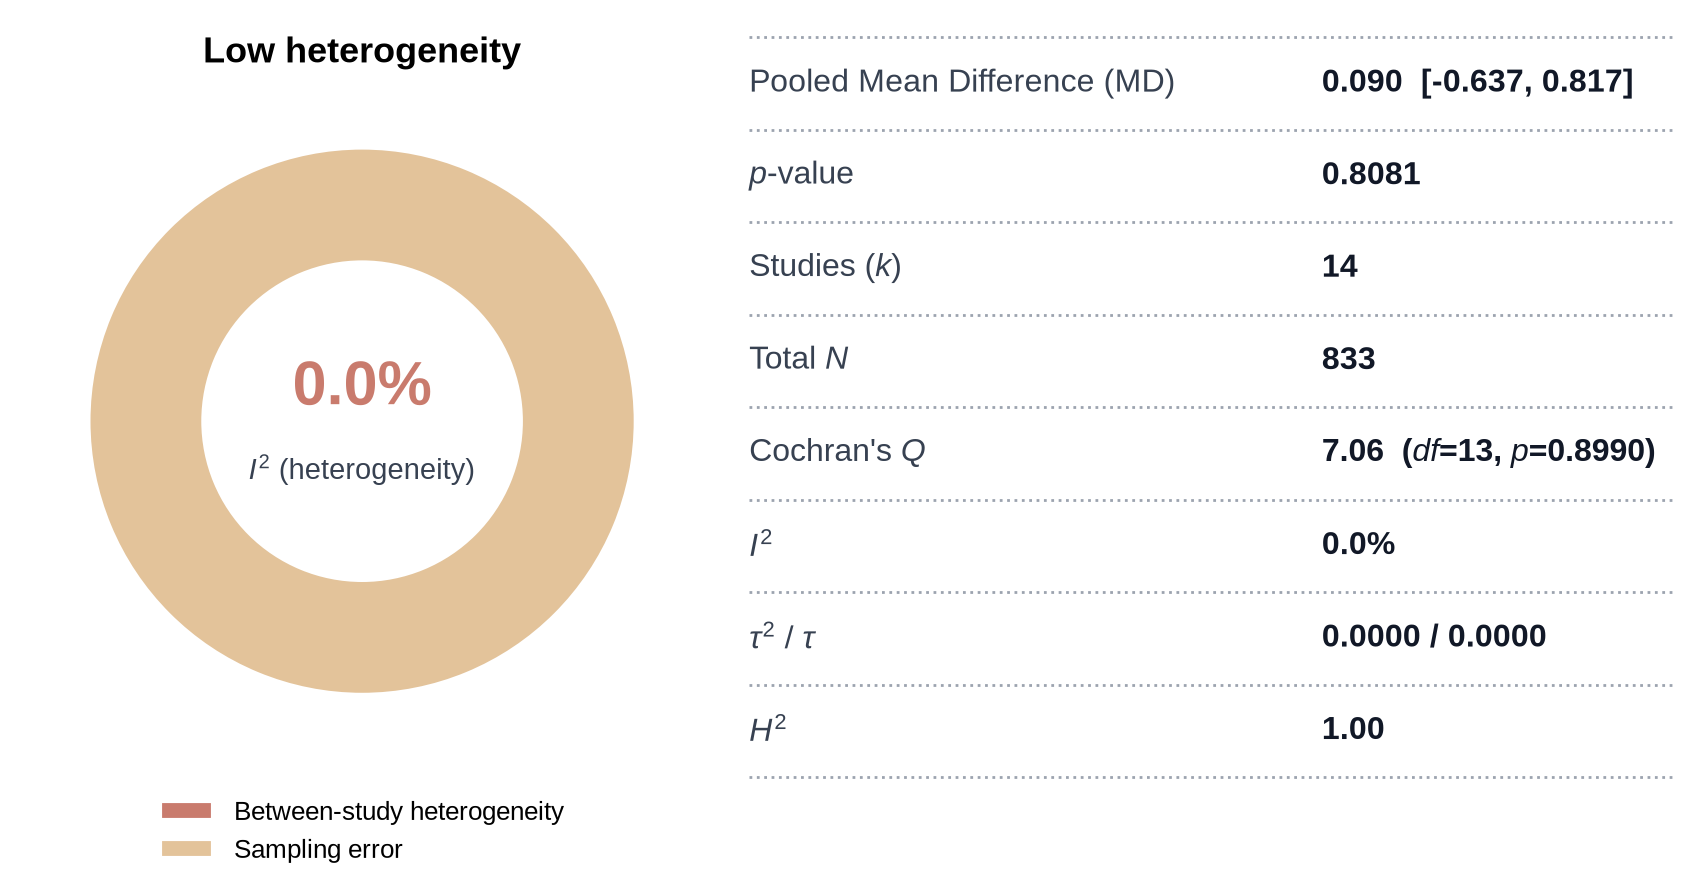 Low heterogeneity
0.0%
I² (heterogeneity)
Between-study heterogeneity
Sampling error
Pooled Mean Difference (MD) 0.090 [-0.637, 0.817]
p-value 0.8081
Studies (k) 14
Total N 833
Cochran's Q 7.06 (df=13, p=0.8990)
I² 0.0%
τ² / τ 0.0000 / 0.0000
H² 1.00